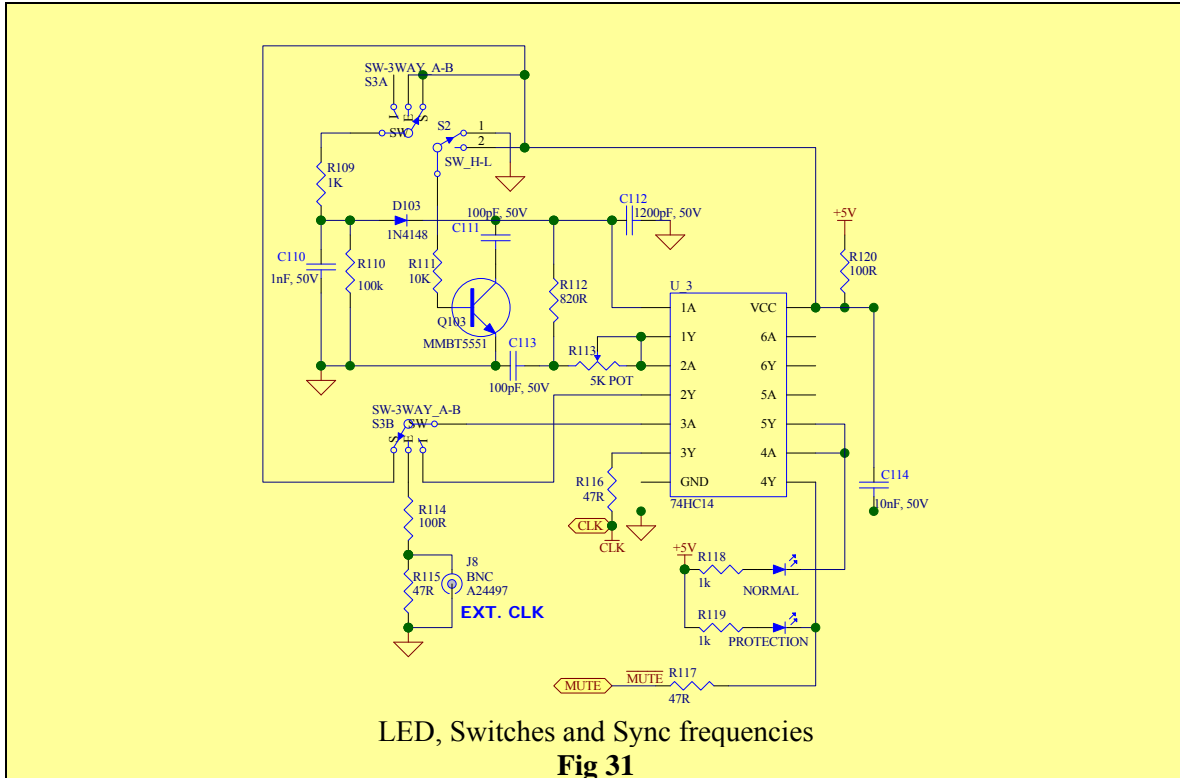 SW-3WAY_A-B
S3A
I
E
S
SW
S2
1
2
SW_H-L
R109
1K
D103
1N4148
100pF, 50V
C111
C112
1200pF, 50V
+5V
R120
100R
C110
1nF, 50V
R110
100k
R111
10K
R112
820R
Q103
MMBT5551
C113
100pF, 50V
R113
5K POT
U_3
1A
1Y
2A
2Y
3A
3Y
GND
VCC
6A
6Y
5A
5Y
4A
4Y
74HC14
C114
10nF, 50V
SW-3WAY_A-B
S3B
SW
S
E
I
R116
47R
CLK
CLK
R114
100R
R115
47R
J8
BNC
A24497
EXT. CLK
+5V
R118
1k
NORMAL
R119
1k
PROTECTION
MUTE
MUTE
R117
47R
LED, Switches and Sync frequencies
Fig 31